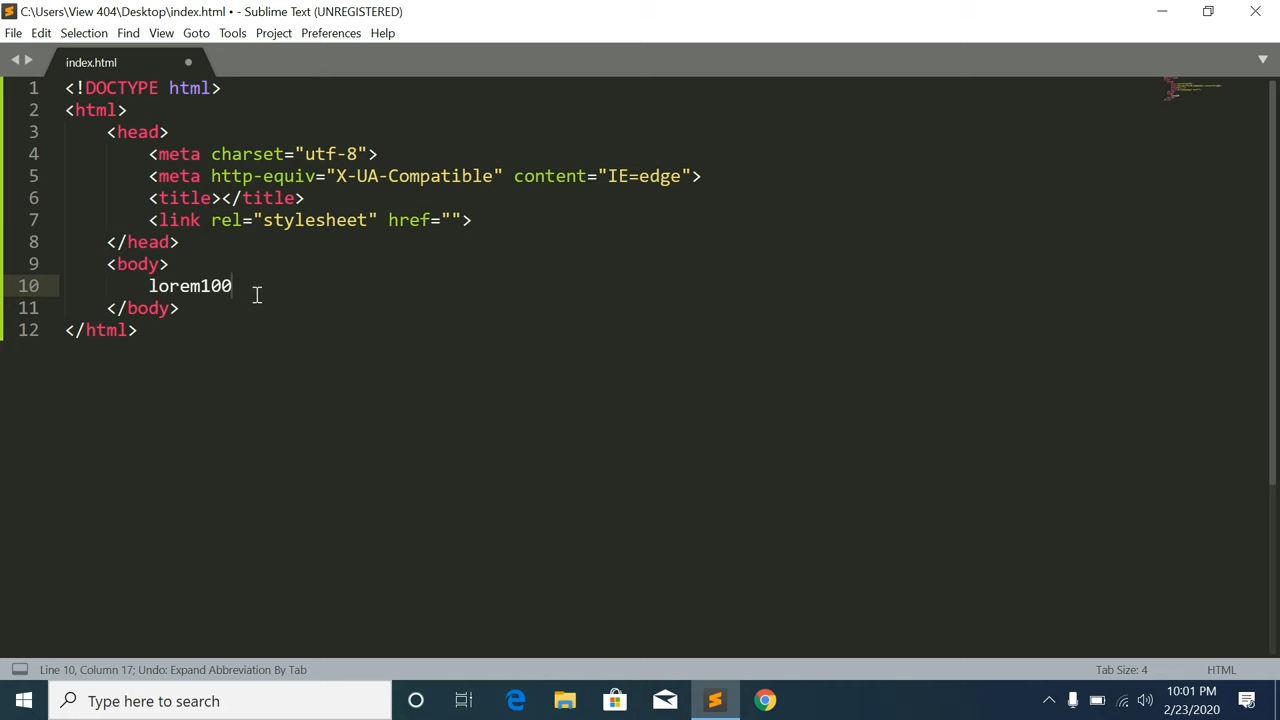 C:\Users\View 404\Desktop\index.html • - Sublime Text (UNREGISTERED)
File Edit Selection Find View Goto Tools Project Preferences Help
index.html
1 <!DOCTYPE html>
2 <html>
3 <head>
4 <meta charset="utf-8">
5 <meta http-equiv="X-UA-Compatible" content="IE=edge">
6 <title></title>
7 <link rel="stylesheet" href="">
8 </head>
9 <body>
10 lorem100
11 </body>
12 </html>
Line 10, Column 17; Undo: Expand Abbreviation By Tab Tab Size: 4 HTML
Type here to search
10:01 PM
2/23/2020